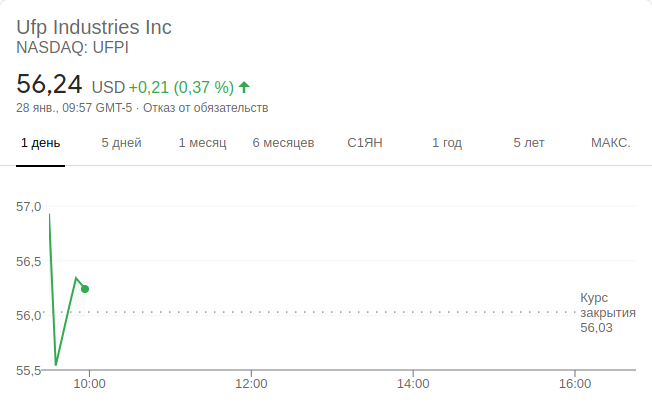 Ufp Industries Inc
NASDAQ: UFPI
56,24 USD +0,21 (0,37 %)
28 янв., 09:57 GMT-5 · Отказ от обязательств
1 день 5 дней 1 месяц 6 месяцев С1ЯН 1 год 5 лет МАКС.
57,0
56,5
56,0
55,5
Курс
закрытия
56,03
10:00 12:00 14:00 16:00